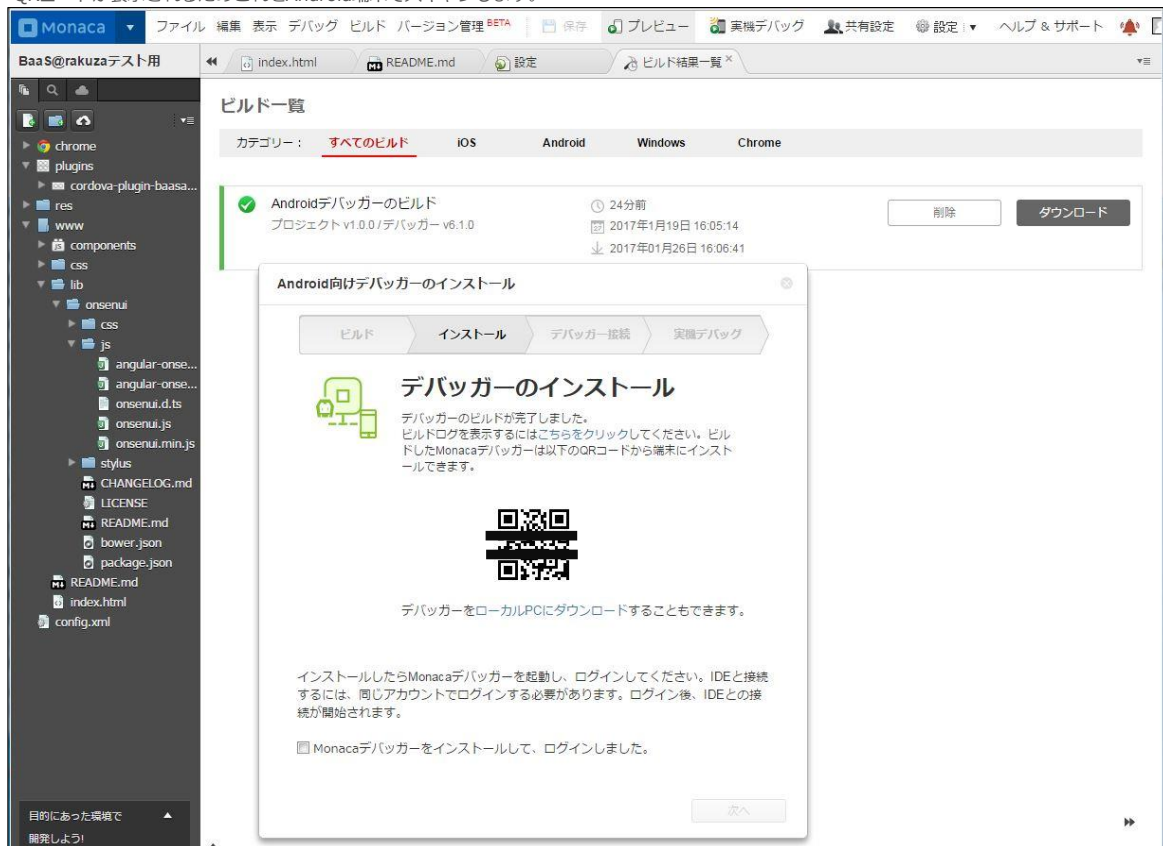 Monaca
ファイル 編集 表示 デバッグ ビルド バージョン管理 BETA 保存 プレビュー 実機デバッグ 共有設定 設定 ヘルプ & サポート
BaaS@rakuzaテスト用
index.html README.md 設定 ビルド結果一覧 ×
chrome
plugins
cordova-plugin-baasa...
res
www
components
css
lib
onsenui
css
js
angular-onse...
angular-onse...
onsenui.d.ts
onsenui.js
onsenui.min.js
stylus
CHANGELOG.md
LICENSE
README.md
bower.json
package.json
README.md
index.html
config.xml
目的にあった環境で
開発しよう!
ビルド一覧
カテゴリー： すべてのビルド iOS Android Windows Chrome
Androidデバッガーのビルド
プロジェクト v1.0.0 / デバッガー v6.1.0
24分前
2017年1月19日 16:05:14
2017年01月26日 16:06:41
削除 ダウンロード
Android向けデバッガーのインストール
ビルド インストール デバッガー接続 実機デバッグ
デバッガーのインストール
デバッガーのビルドが完了しました。
ビルドログを表示するにはこちらをクリックしてください。ビル
ドしたMonacaデバッガーは以下のQRコードから端末にインスト
ールできます。
デバッガーをローカルPCにダウンロードすることもできます。
インストールしたらMonacaデバッガーを起動し、ログインしてください。IDEと接続
するには、同じアカウントでログインする必要があります。ログイン後、IDEとの接
続が開始されます。
Monacaデバッガーをインストールして、ログインしました。
次へ